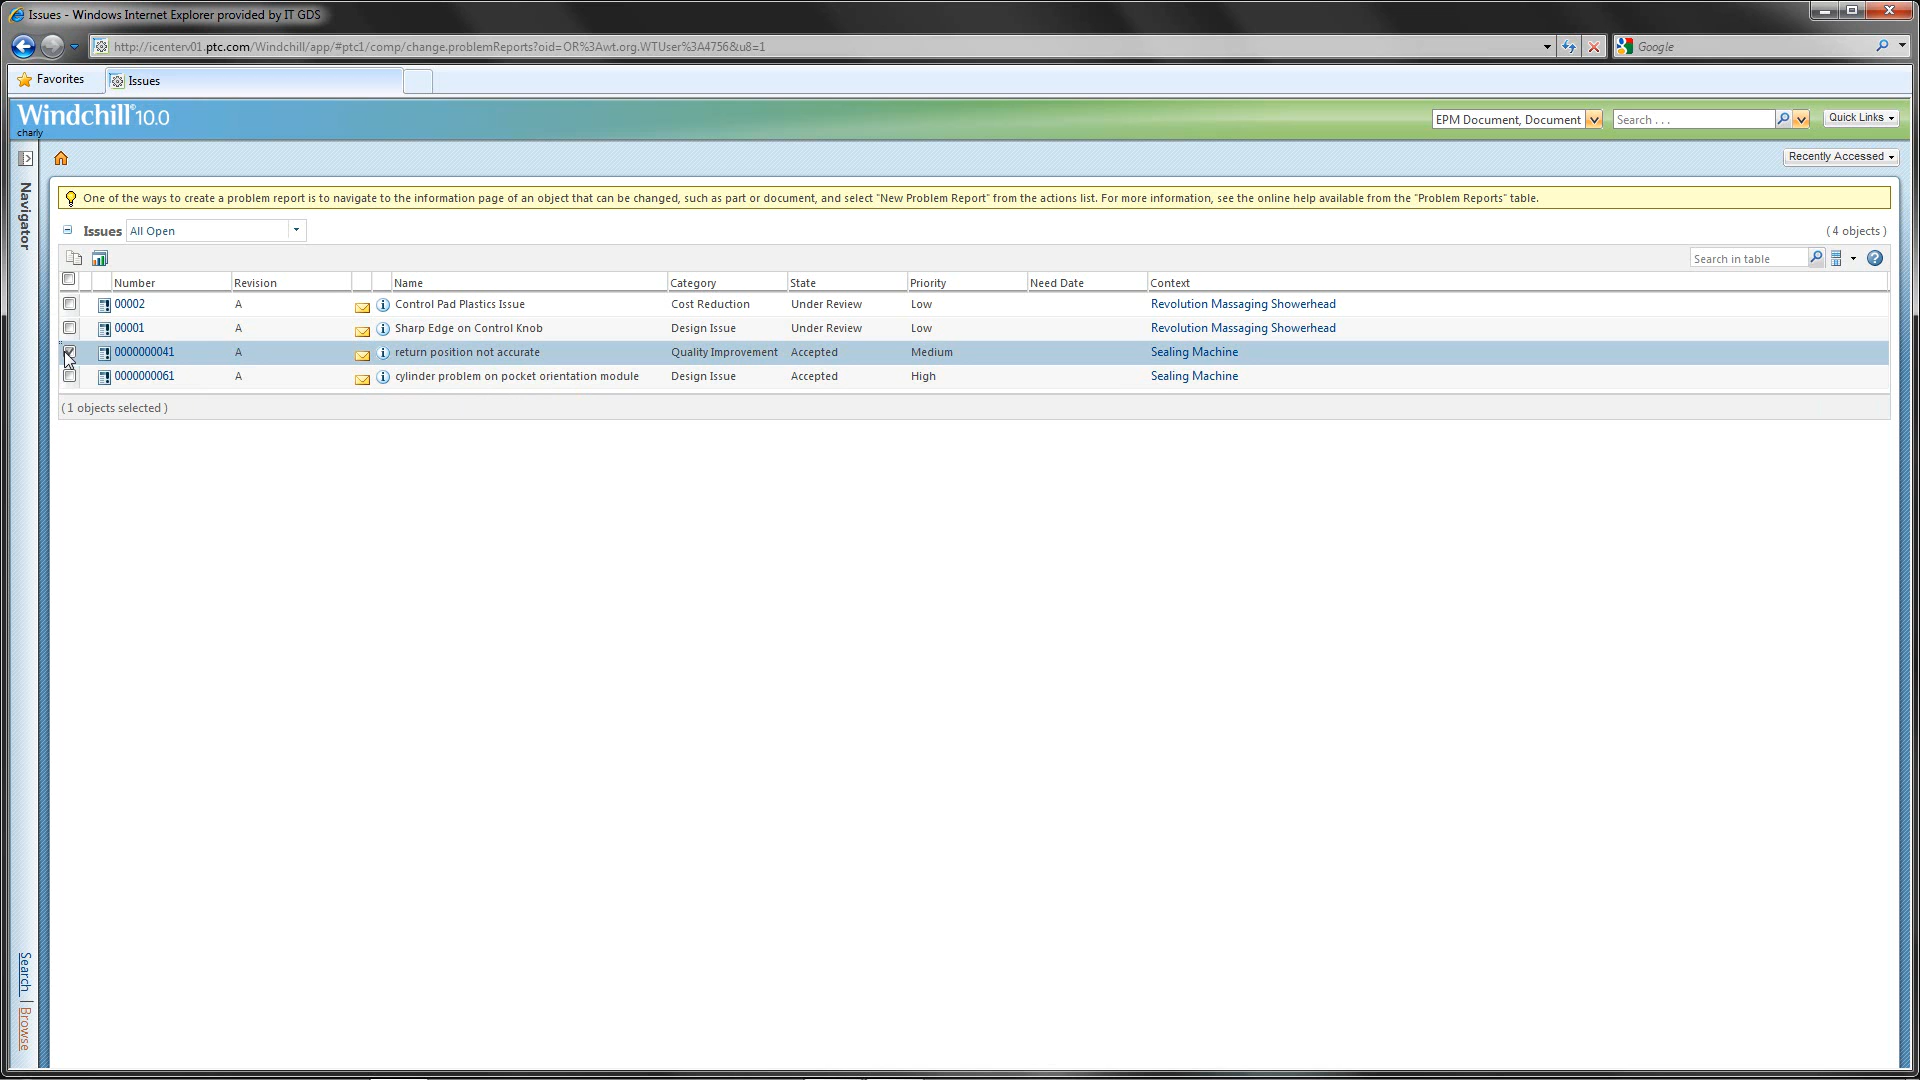 Issues - Windows Internet Explorer provided by IT GDS
http://icenterv01.ptc.com/Windchill/app/#ptc1/comp/change.problemReports?oid=OR%3Awt.org.WTUser%3A4756&u8=1
Google
Favorites
Issues
Windchill® 10.0
charly
EPM Document, Document
Search . . .
Quick Links
Recently Accessed
Navigator
One of the ways to create a problem report is to navigate to the information page of an object that can be changed, such as part or document, and select "New Problem Report" from the actions list. For more information, see the online help available from the "Problem Reports" table.
Issues All Open ( 4 objects )
Search in table
Number Revision Name Category State Priority Need Date Context
00002 A Control Pad Plastics Issue Cost Reduction Under Review Low Revolution Massaging Showerhead
00001 A Sharp Edge on Control Knob Design Issue Under Review Low Revolution Massaging Showerhead
0000000041 A return position not accurate Quality Improvement Accepted Medium Sealing Machine
0000000061 A cylinder problem on pocket orientation module Design Issue Accepted High Sealing Machine
( 1 objects selected )
Search | Browse